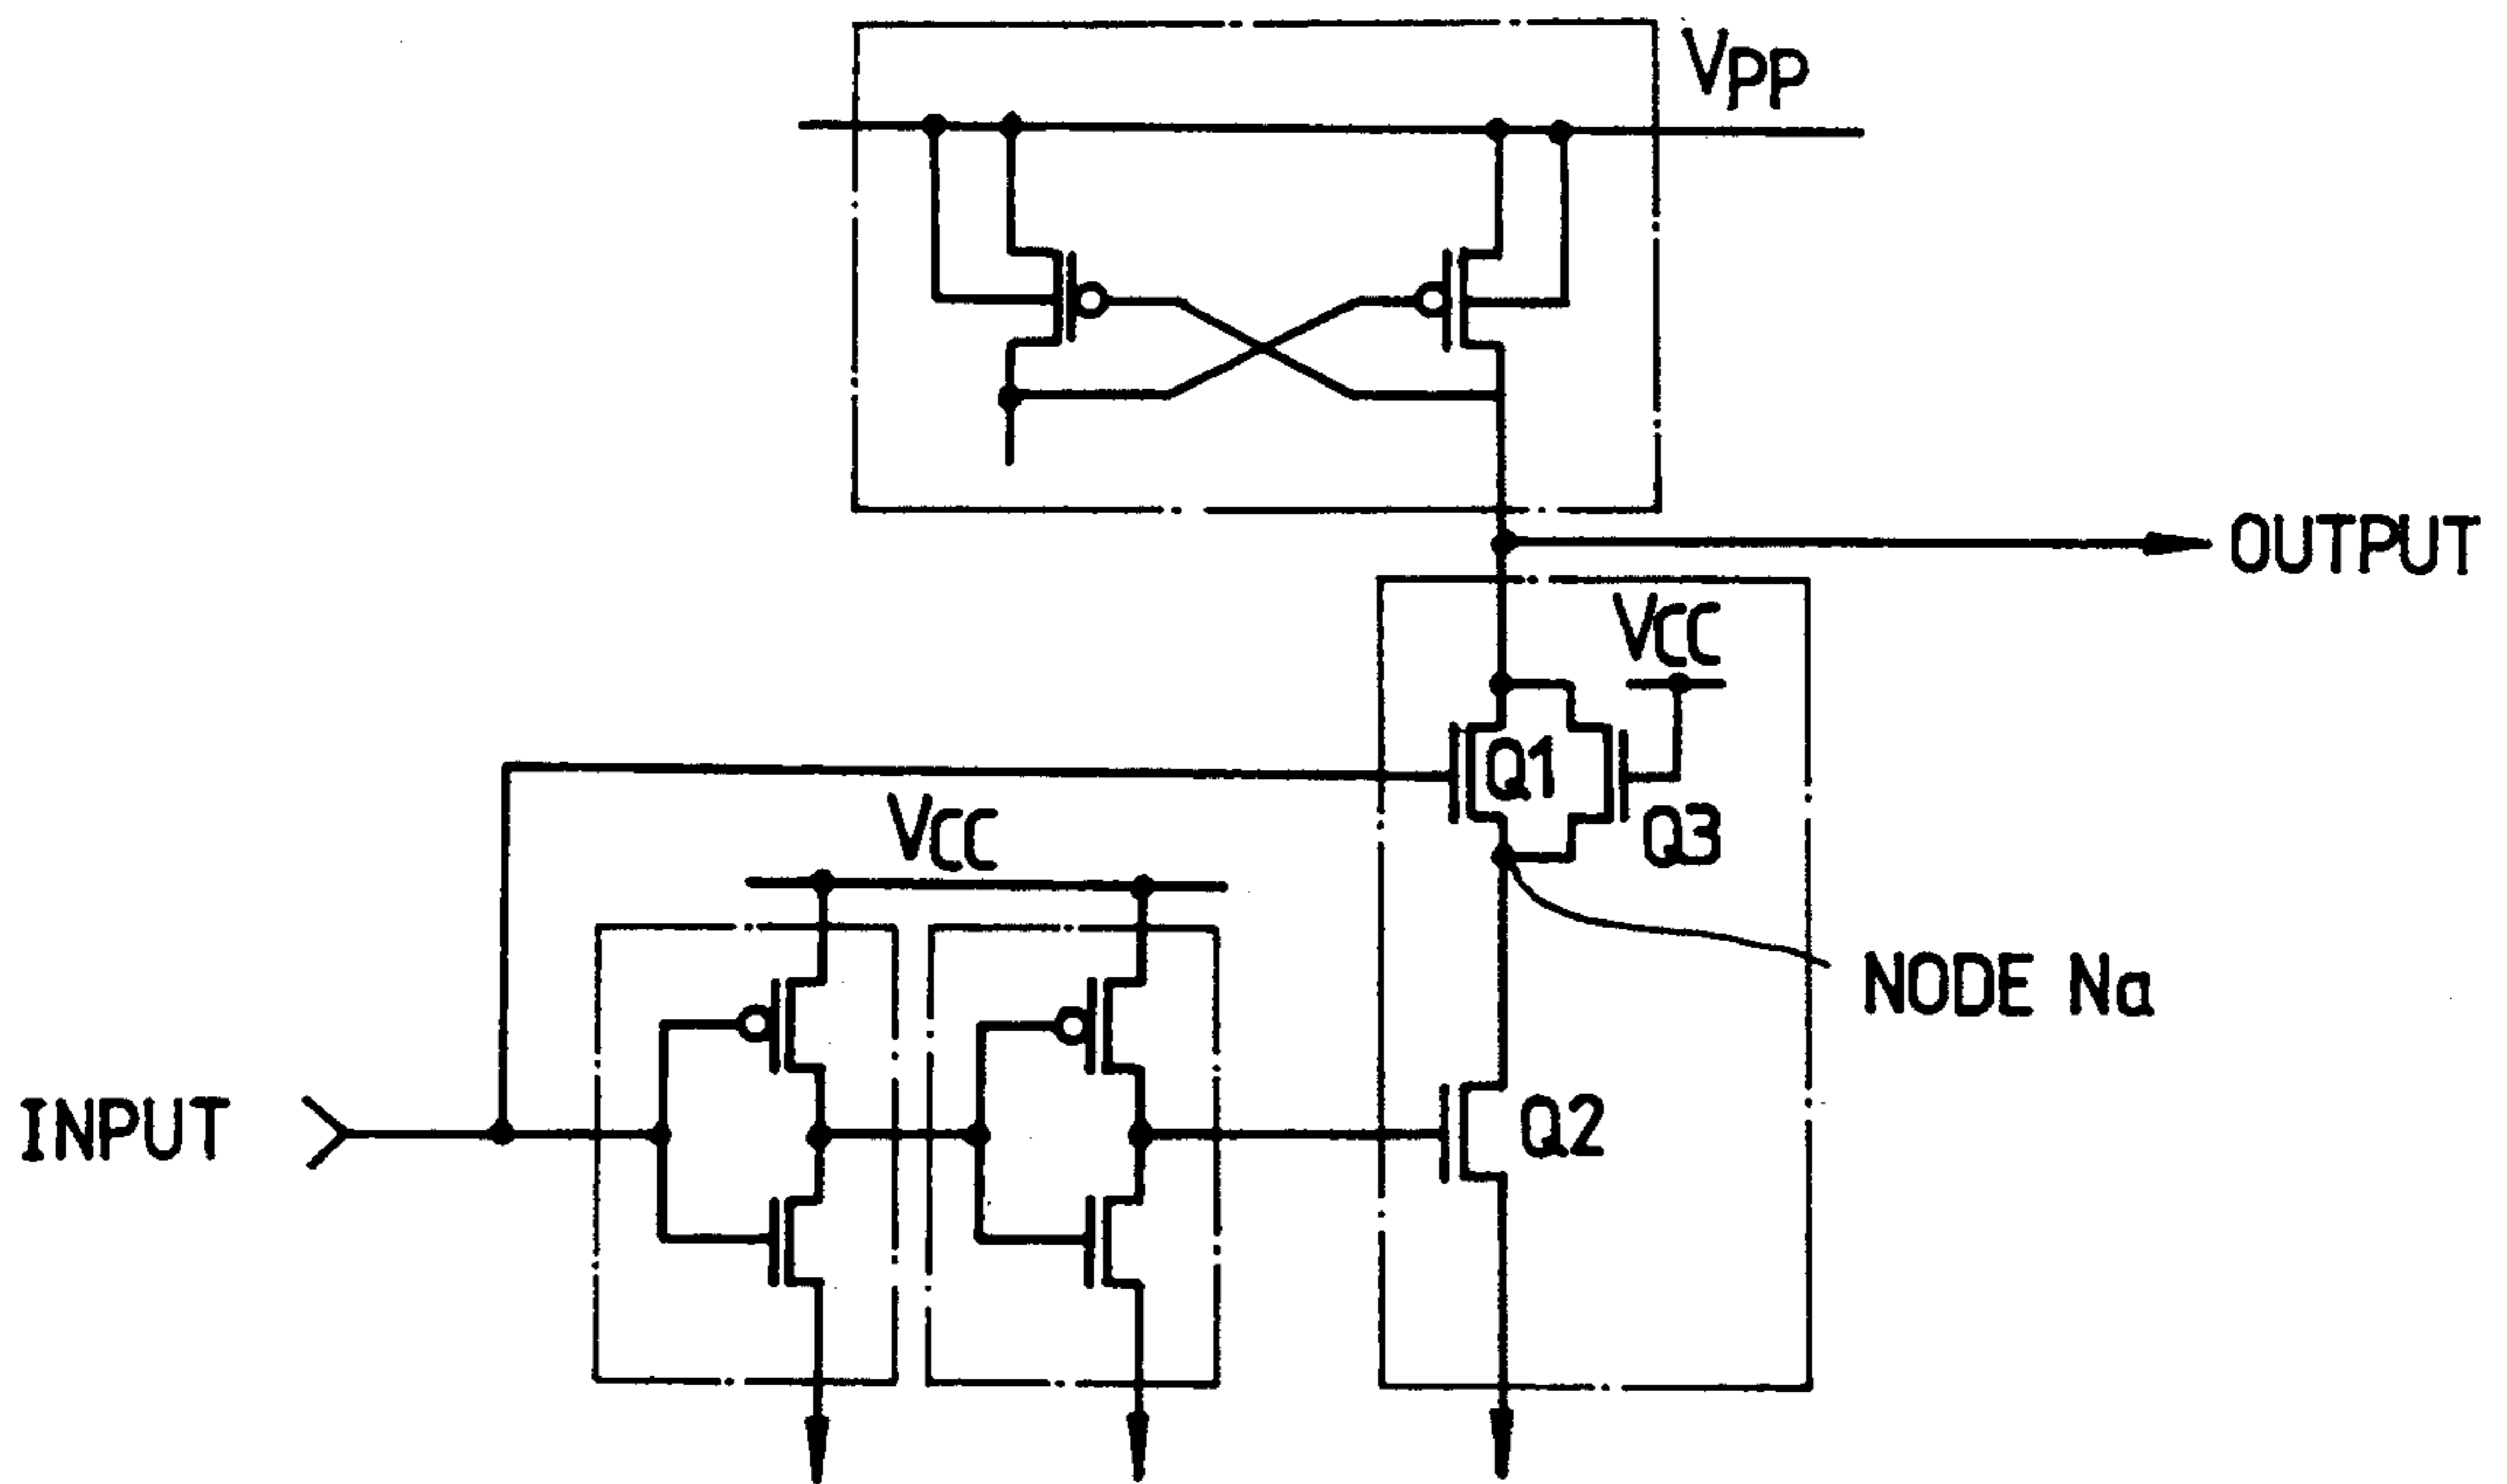 VPP
OUTPUT
VCC
Q1
Q3
VCC
NODE Na
INPUT
Q2